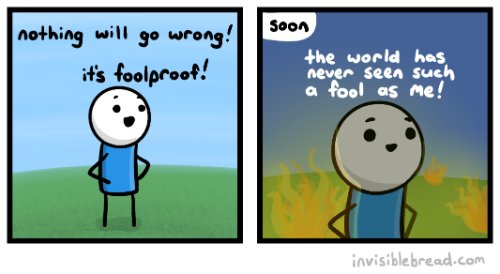 nothing will go wrong!
it's foolproof!
Soon
the world has
never seen such
a fool as me!
invisiblebread.com